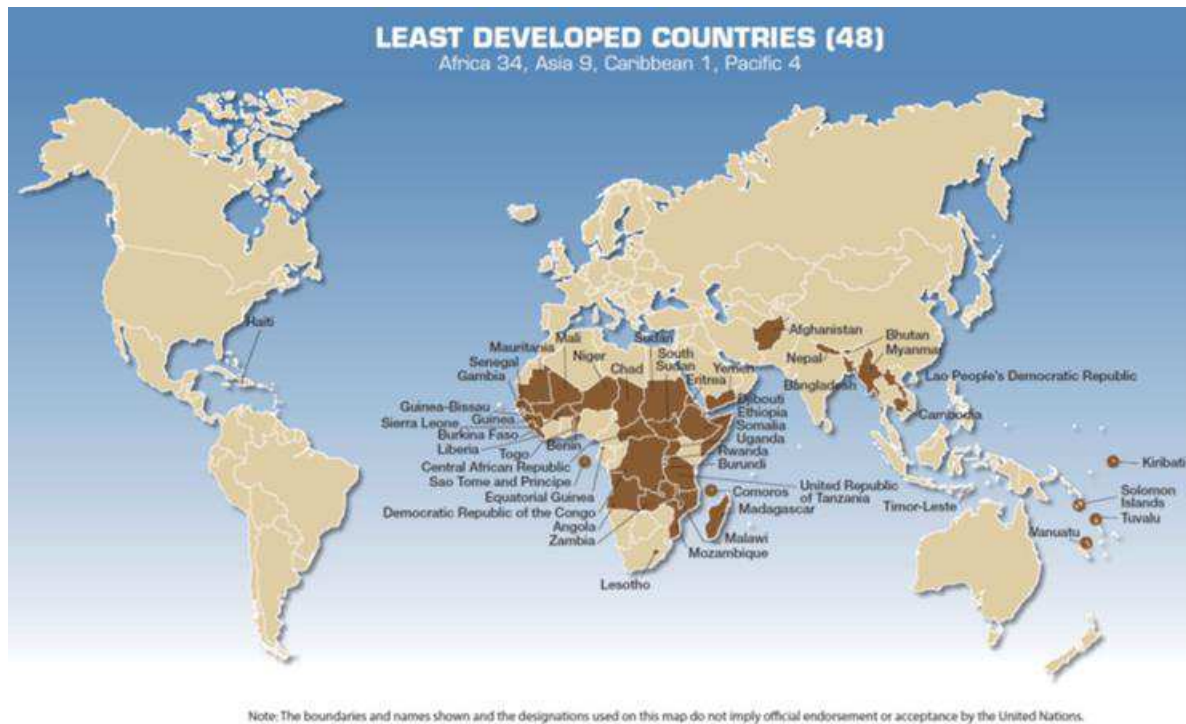 LEAST DEVELOPED COUNTRIES (48)
Africa 34, Asia 9, Caribbean 1, Pacific 4
Haiti
Mauritania
Mali
Sudan
Senegal
Niger
South
Sudan
Gambia
Chad
Eritrea
Yemen
Afghanistan
Bhutan
Nepal
Myanmar
Bangladesh
Lao People's Democratic Republic
Cambodia
Guinea-Bissau
Guinea
Sierra Leone
Burkina Faso
Liberia
Togo
Benin
Djibouti
Ethiopia
Somalia
Uganda
Rwanda
Burundi
Central African Republic
Sao Tome and Principe
Equatorial Guinea
Democratic Republic of the Congo
Angola
Zambia
United Republic
of Tanzania
Comoros
Madagascar
Malawi
Mozambique
Lesotho
Timor-Leste
Kiribati
Solomon
Islands
Tuvalu
Vanuatu
Note: The boundaries and names shown and the designations used on this map do not imply official endorsement or acceptance by the United Nations.